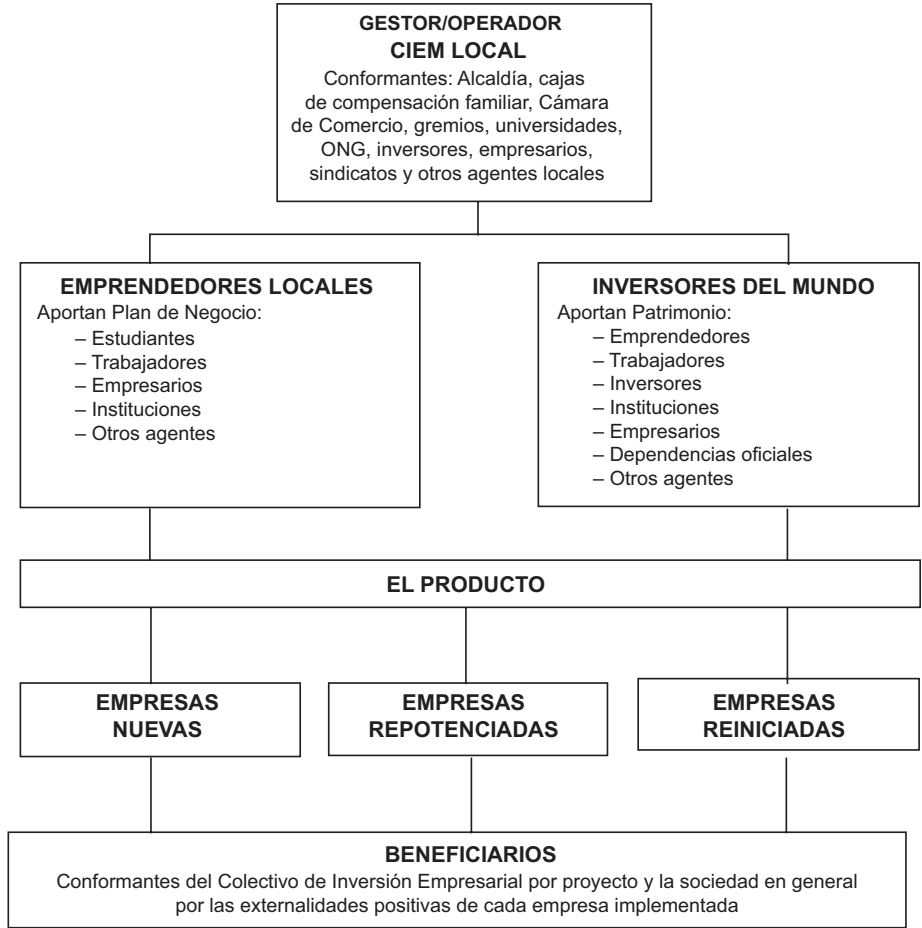 GESTOR/OPERADOR
CIEM LOCAL
Conformantes: Alcaldía, cajas
de compensación familiar, Cámara
de Comercio, gremios, universidades,
ONG, inversores, empresarios,
sindicatos y otros agentes locales
EMPRENDEDORES LOCALES
Aportan Plan de Negocio:
– Estudiantes
– Trabajadores
– Empresarios
– Instituciones
– Otros agentes
INVERSORES DEL MUNDO
Aportan Patrimonio:
– Emprendedores
– Trabajadores
– Inversores
– Instituciones
– Empresarios
– Dependencias oficiales
– Otros agentes
EL PRODUCTO
EMPRESAS
NUEVAS
EMPRESAS
REPOTENCIADAS
EMPRESAS
REINICIADAS
BENEFICIARIOS
Conformantes del Colectivo de Inversión Empresarial por proyecto y la sociedad en general
por las externalidades positivas de cada empresa implementada